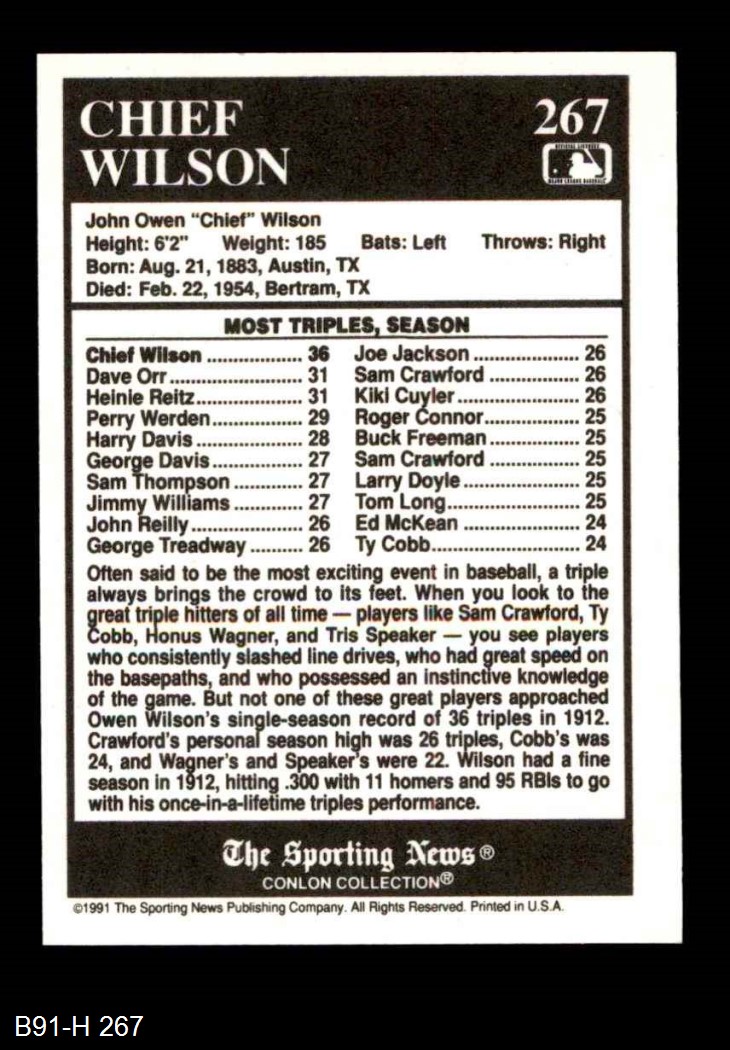 CHIEF
WILSON
267
John Owen "Chief" Wilson
Height: 6'2" Weight: 185 Bats: Left Throws: Right
Born: Aug. 21, 1883, Austin, TX
Died: Feb. 22, 1954, Bertram, TX
MOST TRIPLES, SEASON
Chief Wilson .................. 36
Dave Orr ......................... 31
Heinie Reitz .................... 31
Perry Werden ................. 29
Harry Davis .................... 28
George Davis ................. 27
Sam Thompson ............. 27
Jimmy Williams ............. 27
John Reilly ..................... 26
George Treadway .......... 26
Joe Jackson .................... 26
Sam Crawford ................. 26
Kiki Cuyler ....................... 26
Roger Connor .................. 25
Buck Freeman ................. 25
Sam Crawford ................. 25
Larry Doyle ...................... 25
Tom Long ......................... 25
Ed McKean ...................... 24
Ty Cobb ............................ 24
Often said to be the most exciting event in baseball, a triple
always brings the crowd to its feet. When you look to the
great triple hitters of all time — players like Sam Crawford, Ty
Cobb, Honus Wagner, and Tris Speaker — you see players
who consistently slashed line drives, who had great speed on
the basepaths, and who possessed an instinctive knowledge
of the game. But not one of these great players approached
Owen Wilson's single-season record of 36 triples in 1912.
Crawford's personal season high was 26 triples, Cobb's was
24, and Wagner's and Speaker's were 22. Wilson had a fine
season in 1912, hitting .300 with 11 homers and 95 RBIs to go
with his once-in-a-lifetime triples performance.
The Sporting News®
CONLON COLLECTION®
©1991 The Sporting News Publishing Company. All Rights Reserved. Printed in U.S.A.
B91-H 267